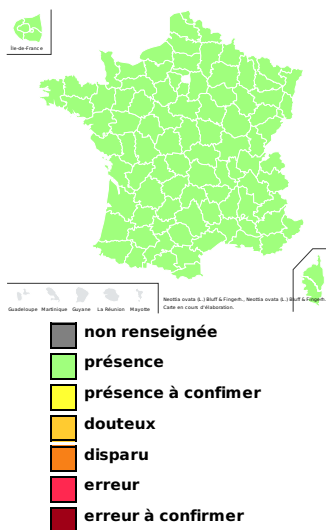 Île-de-France
Guadeloupe Martinique Guyane La Réunion Mayotte
Neottia ovata (L.) Bluff & Fingerh., Neottia ovata (L.) Bluff & Fingerh.
Carte en cours d'élaboration.
non renseignée
présence
présence à confimer
douteux
disparu
erreur
erreur à confirmer